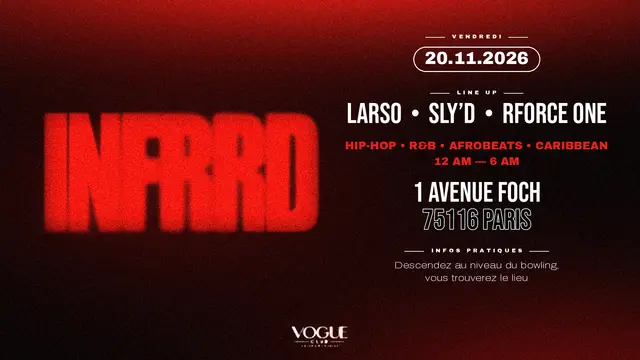 INFRRD
VENDREDI
20.11.2026
LINE UP
LARSO • SLY'D • RFORCE ONE
HIP-HOP • R&B • AFROBEATS • CARIBBEAN
12 AM — 6 AM
1 AVENUE FOCH
75116 PARIS
INFOS PRATIQUES
Descendez au niveau du bowling,
vous trouverez le lieu
VOGUE
CLUB